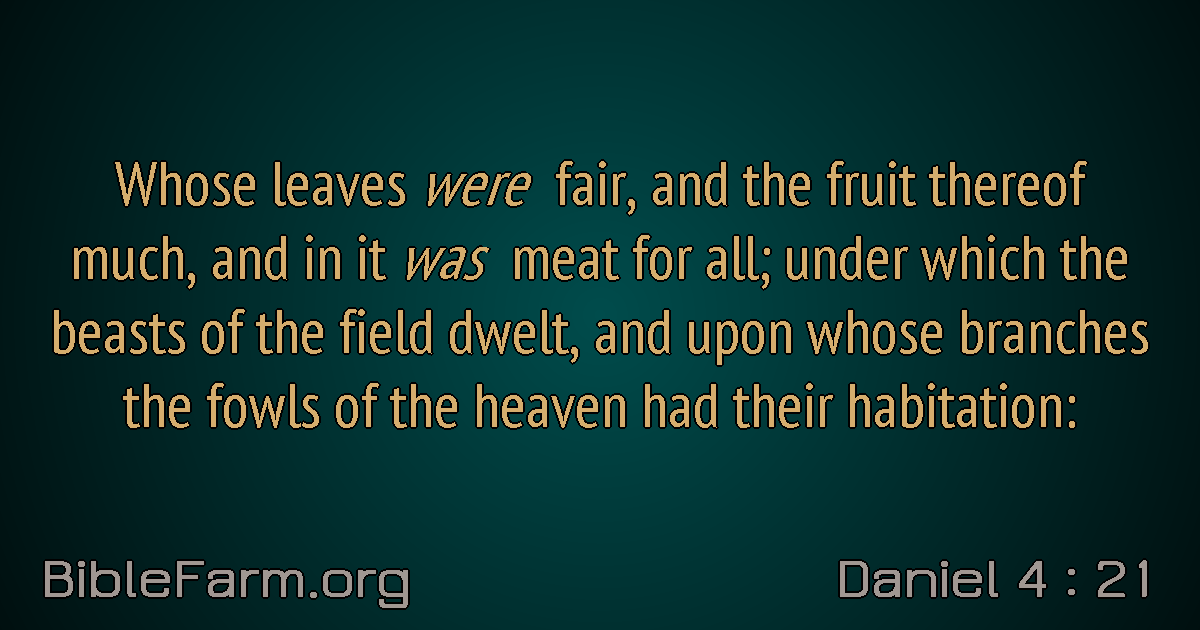 Whose leaves were fair, and the fruit thereof
much, and in it was meat for all; under which the
beasts of the field dwelt, and upon whose branches
the fowls of the heaven had their habitation:
BibleFarm.org
Daniel 4 : 21